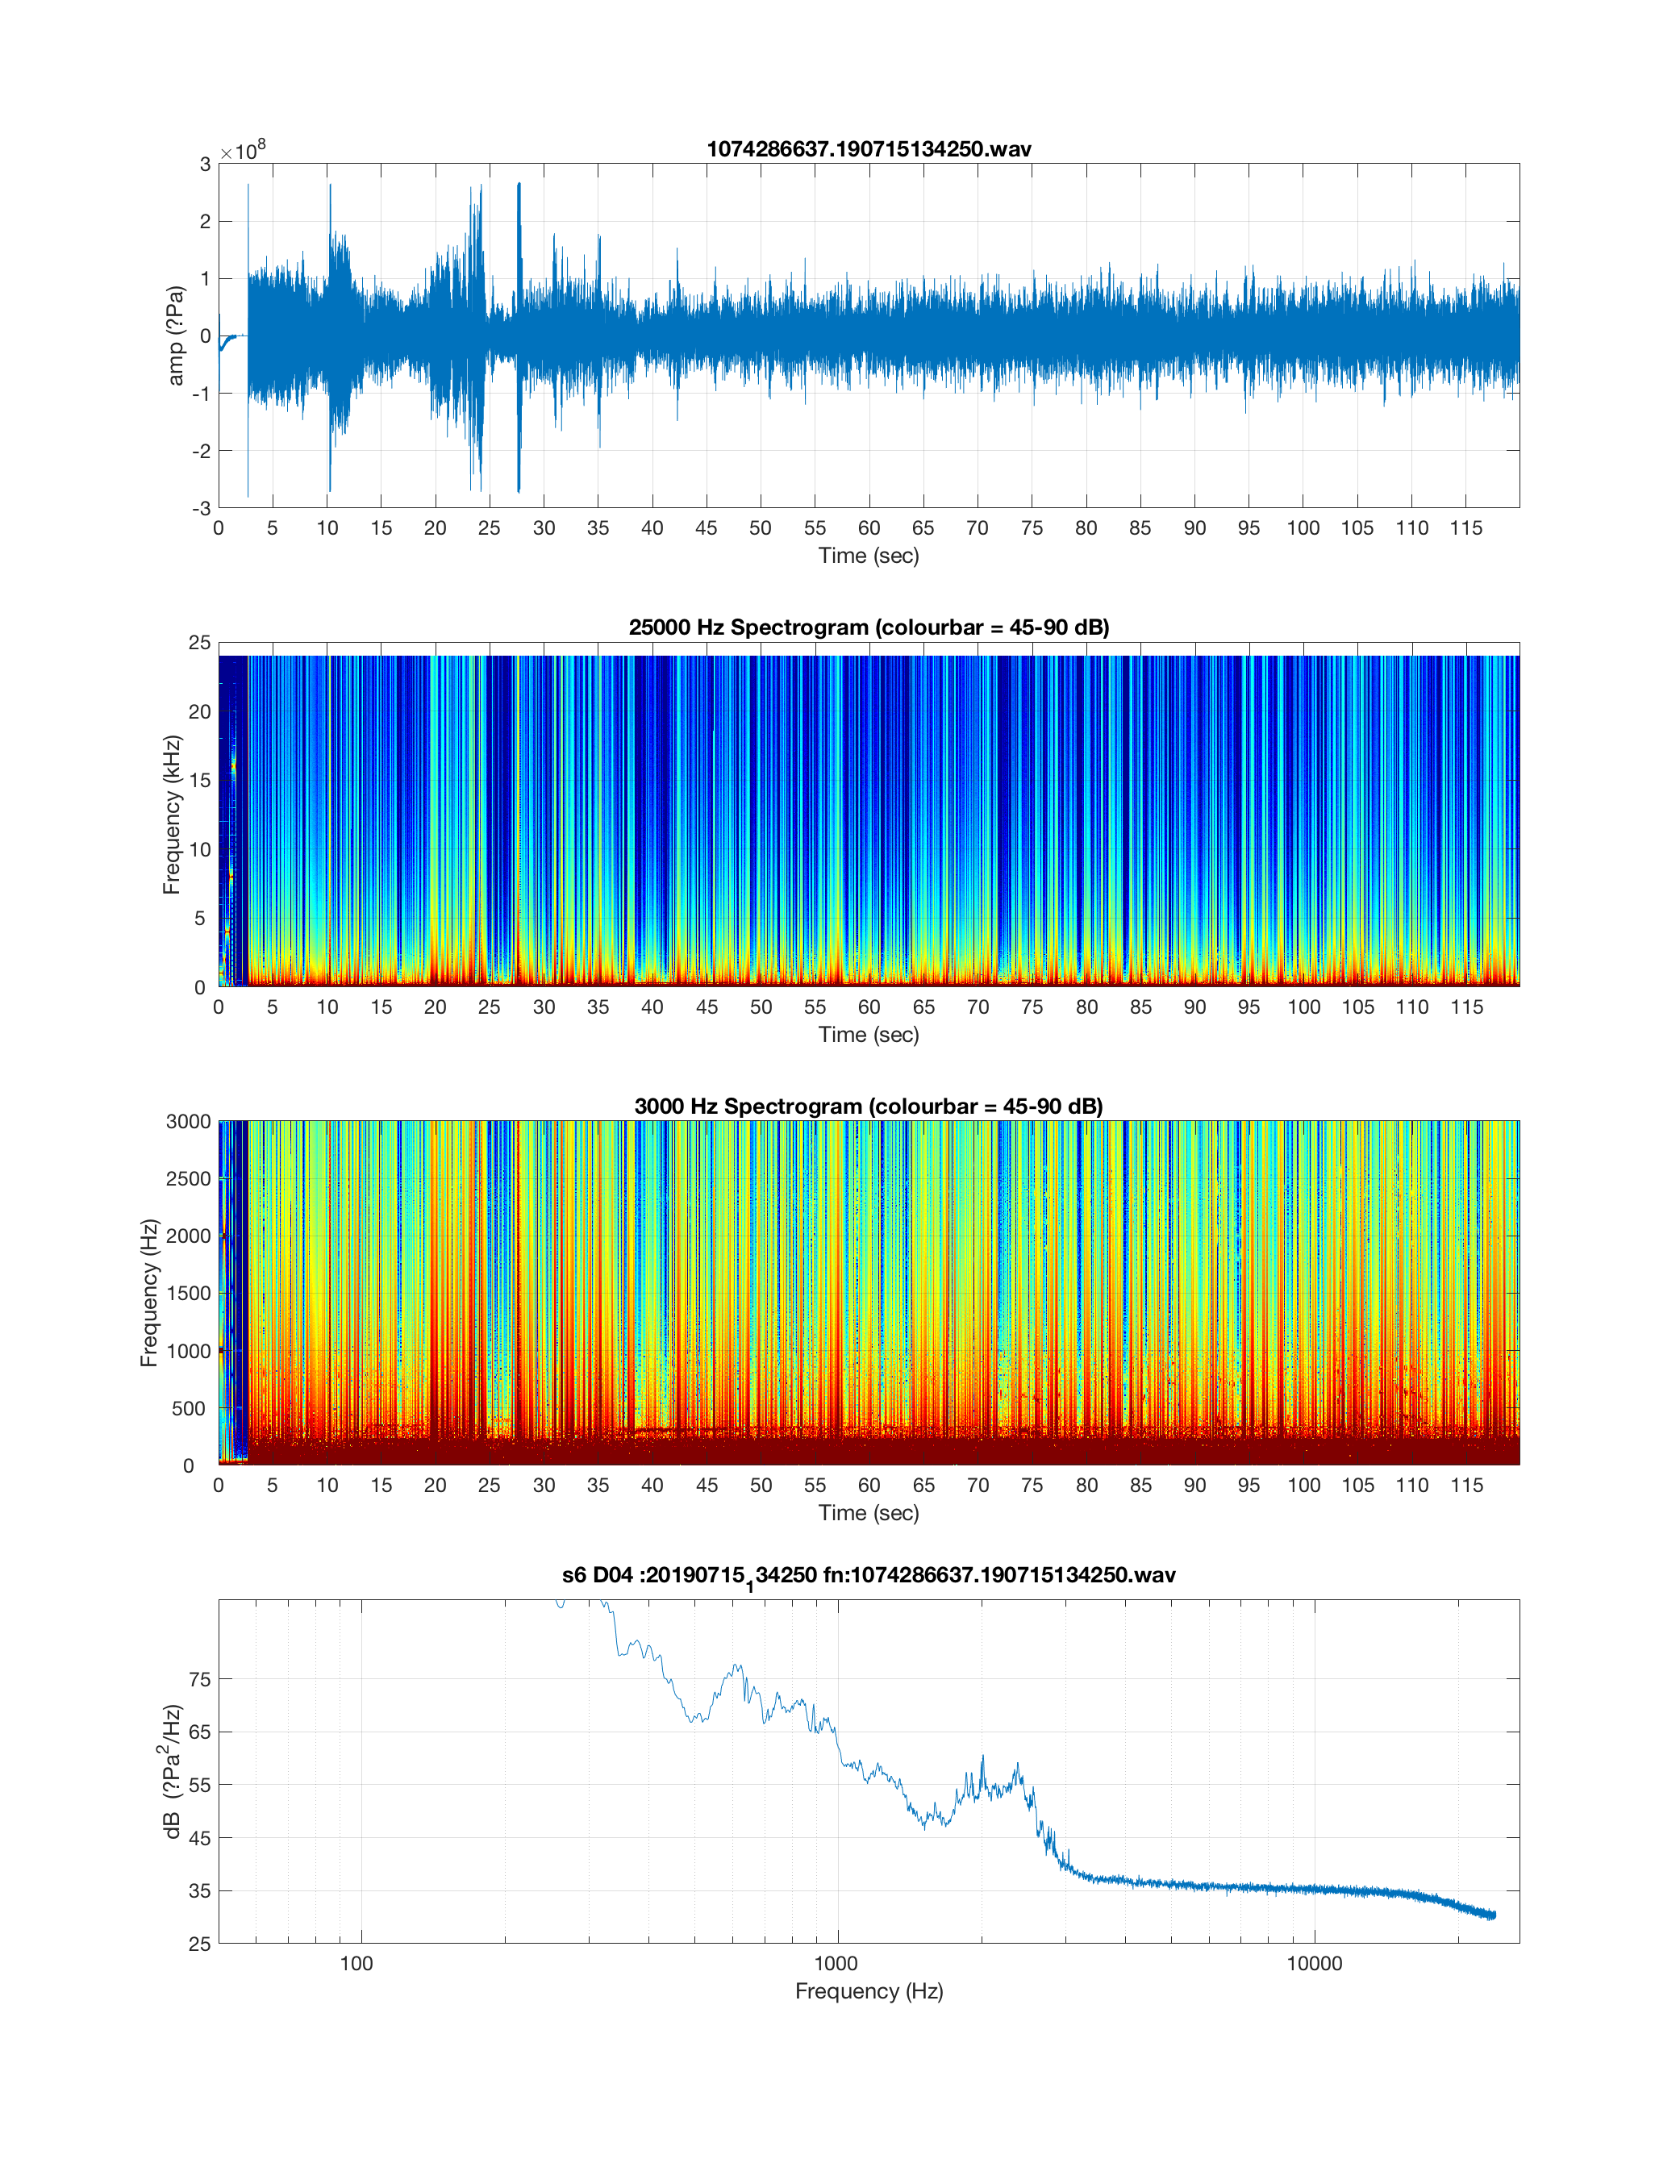 1074286637.190715134250.wav
×10^8
3
2
1
0
-1
-2
-3
amp (?Pa)
0 5 10 15 20 25 30 35 40 45 50 55 60 65 70 75 80 85 90 95 100 105 110 115
Time (sec)
25000 Hz Spectrogram (colourbar = 45-90 dB)
25
20
15
10
5
0
Frequency (kHz)
0 5 10 15 20 25 30 35 40 45 50 55 60 65 70 75 80 85 90 95 100 105 110 115
Time (sec)
3000 Hz Spectrogram (colourbar = 45-90 dB)
3000
2500
2000
1500
1000
500
0
Frequency (Hz)
0 5 10 15 20 25 30 35 40 45 50 55 60 65 70 75 80 85 90 95 100 105 110 115
Time (sec)
s6 D04 :20190715_134250 fn:1074286637.190715134250.wav
75
65
55
45
35
25
dB (?Pa^2/Hz)
100 1000 10000
Frequency (Hz)